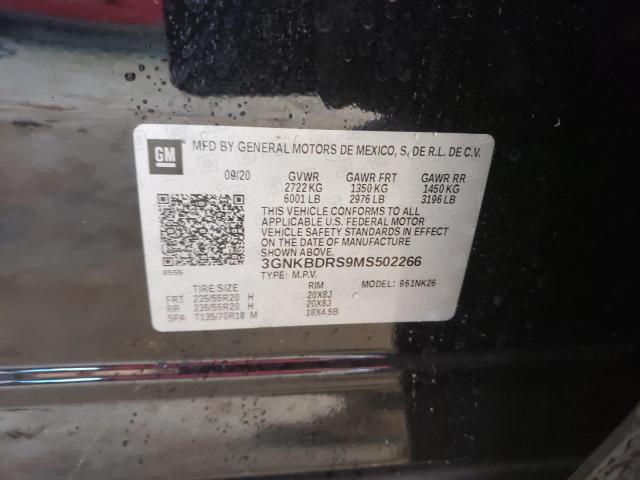 GM
MFD BY GENERAL MOTORS DE MEXICO, S. DE R.L. DE C.V.
09/20 GVWR GAWR FRT GAWR RR
2722 KG 1350 KG 1450 KG
6001 LB 2976 LB 3196 LB
THIS VEHICLE CONFORMS TO ALL
APPLICABLE U.S. FEDERAL MOTOR
VEHICLE SAFETY STANDARDS IN EFFECT
ON THE DATE OF MANUFACTURE
SHOWN ABOVE.
3GNKBDRS9MS502266
8555 TYPE: M.P.V.
TIRE SIZE RIM MODEL: 961NK26
FRT 235/55R20 H 20X8J
RR 235/55R20 H 20X8J
SPA T135/70R18 M 18X4.5B